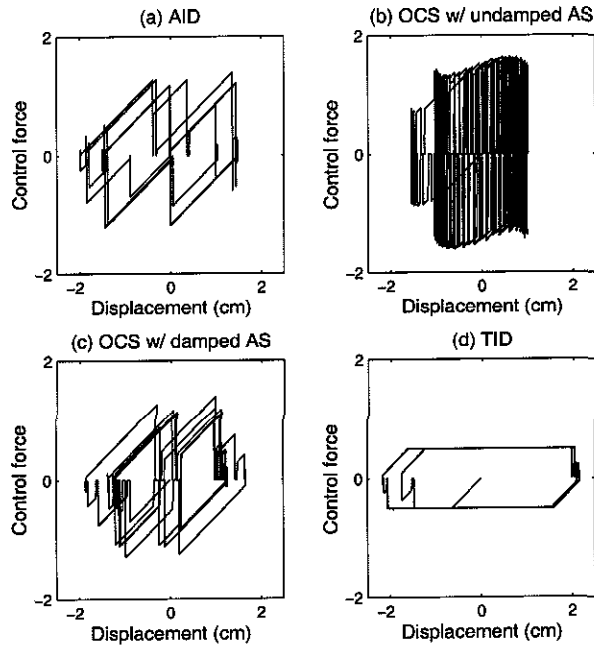 (a) AID
2
0
−2
Control force
−2 0 2
Displacement (cm)
(b) OCS w/ undamped AS
2
0
−2
Control force
−2 0 2
Displacement (cm)
(c) OCS w/ damped AS
2
0
−2
Control force
−2 0 2
Displacement (cm)
(d) TID
2
0
−2
Control force
−2 0 2
Displacement (cm)